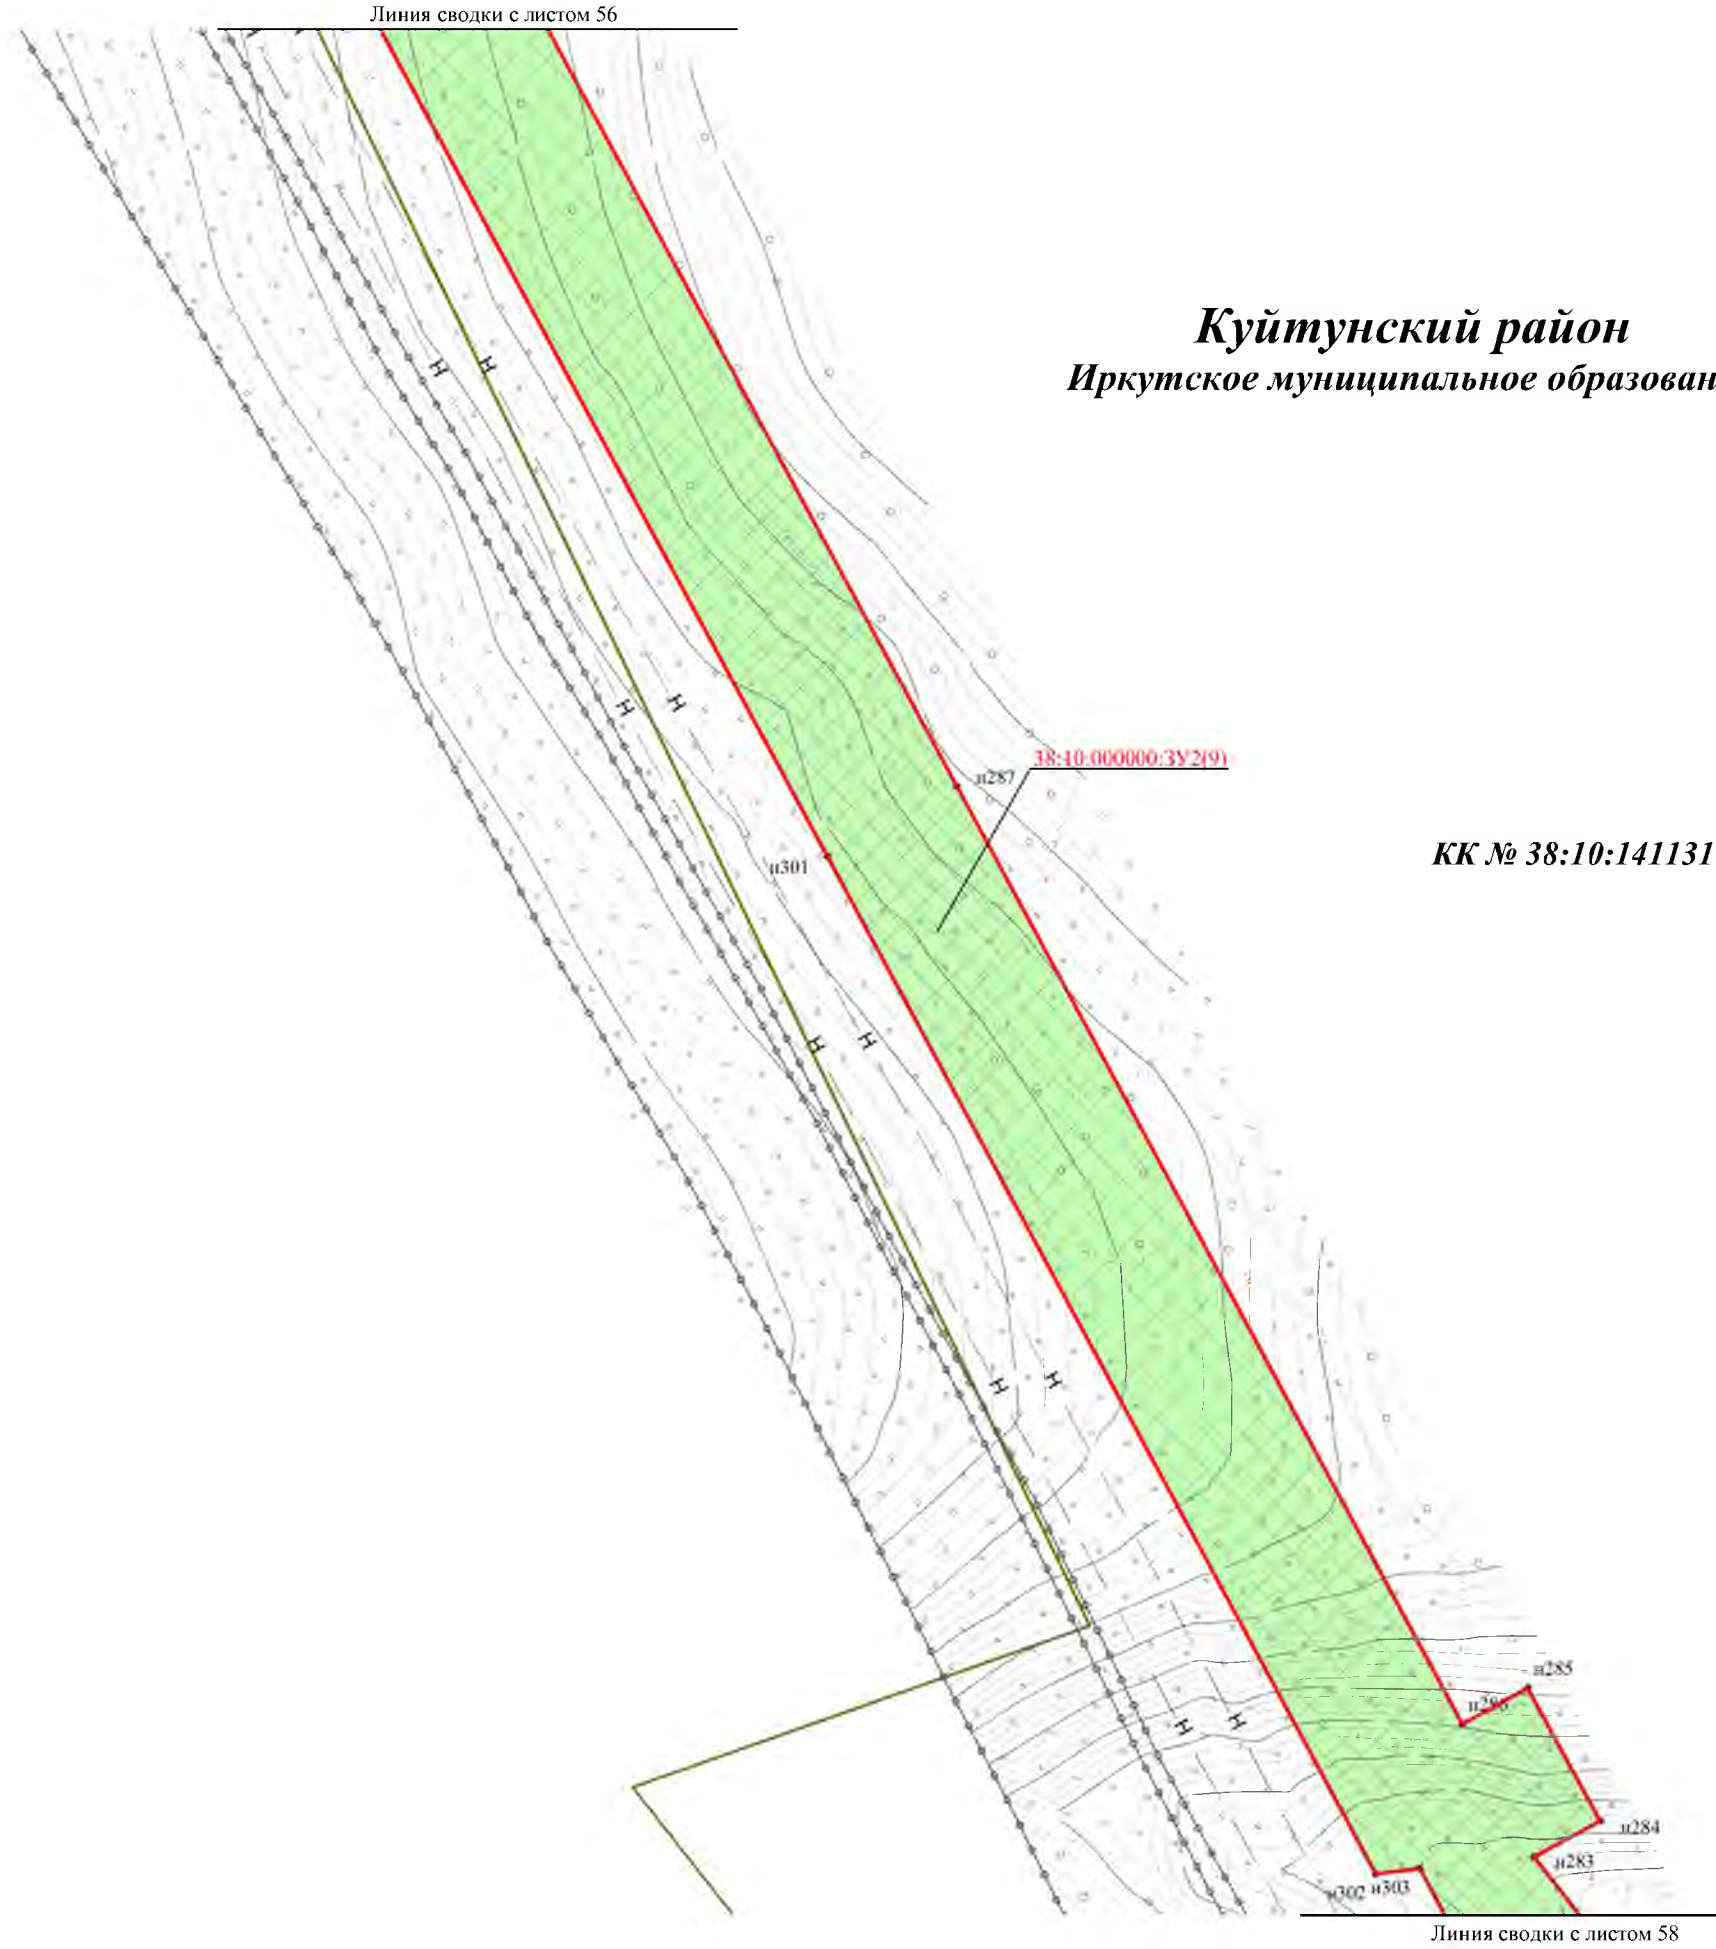 Линия сводки с листом 56
Куйтунский район
Иркутское муниципальное образован
38:10:000000:ЗУ2(9)
н287
КК № 38:10:141131
н301
Н
Н
Н
Н
Н
Н
Н
Н
Н
Н
н285
н286
н284
н283
н302 н303
Линия сводки с листом 58